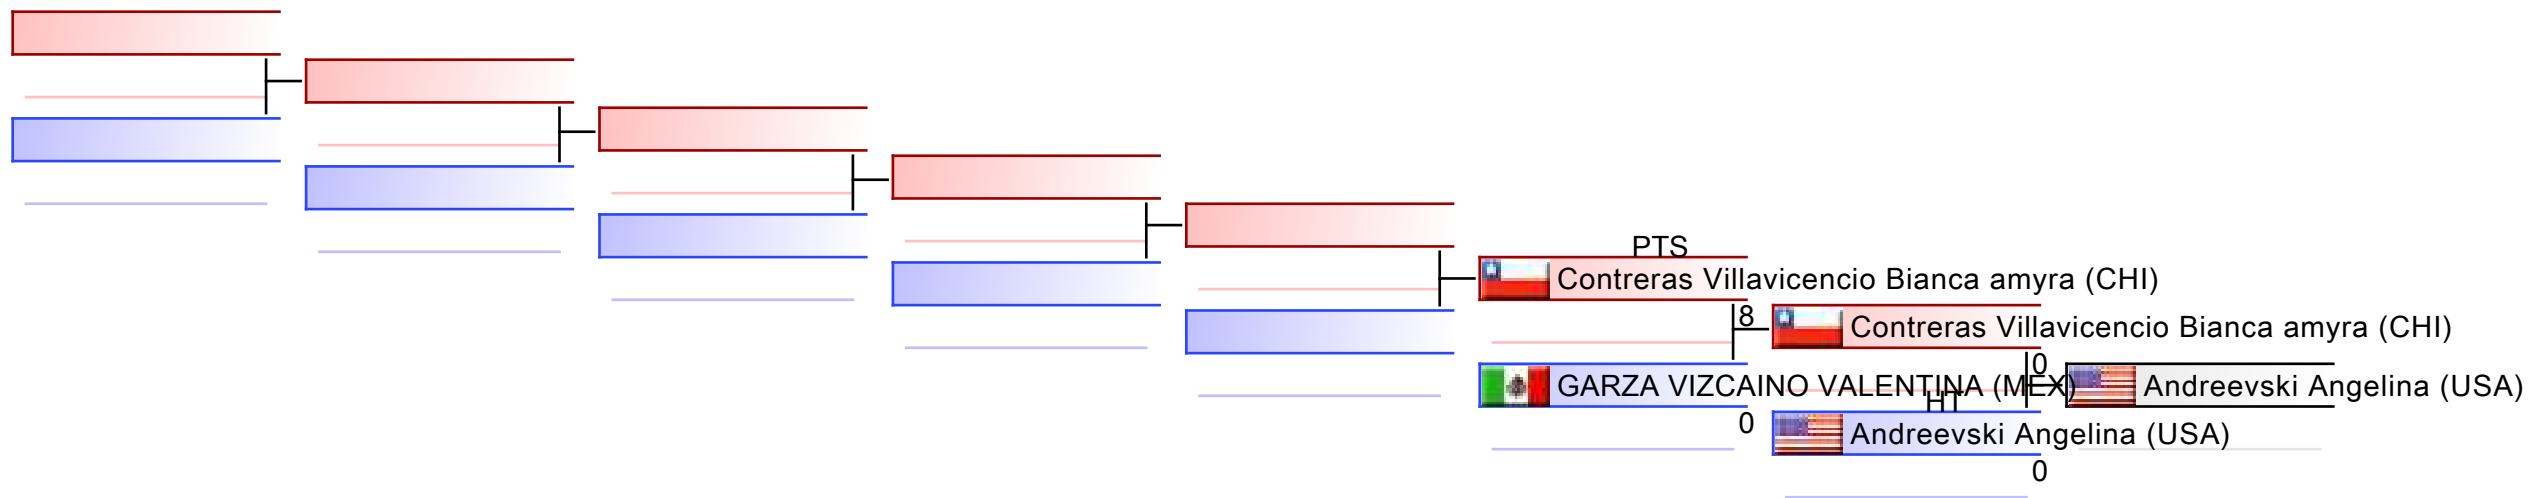 PTS
Contreras Villavicencio Bianca amyra (CHI)
8
Contreras Villavicencio Bianca amyra (CHI)
0
GARZA VIZCAINO VALENTINA (MEX)
Andreevski Angelina (USA)
HT
0
Andreevski Angelina (USA)
0